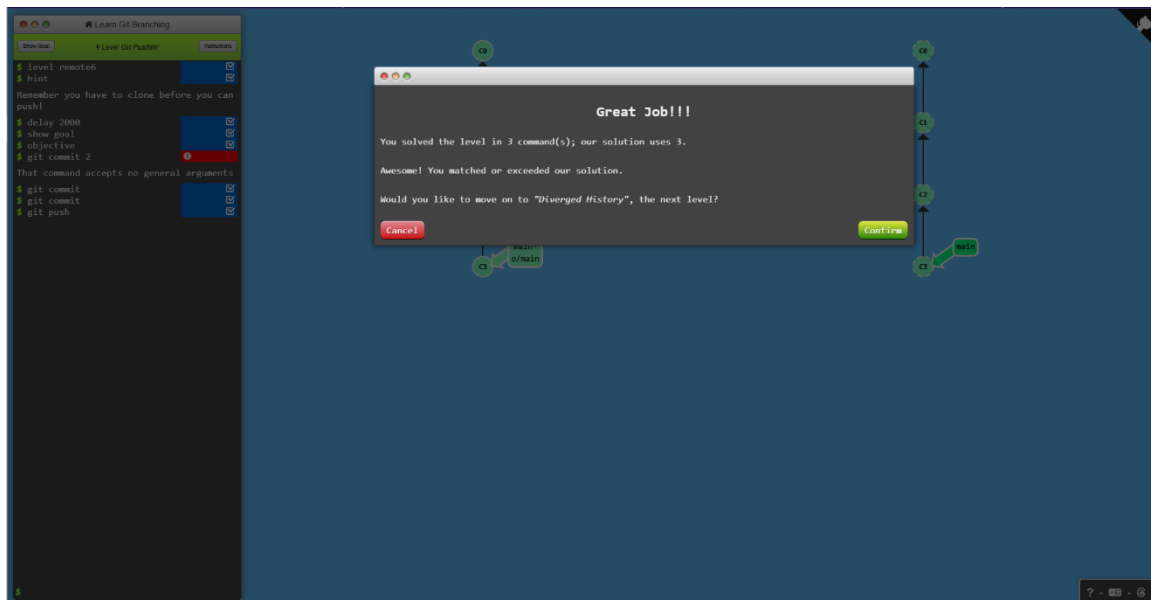 Learn Git Branching
Show Goal
Level Git Pushin'
Instructions
$ level remote6
$ hint
Remember you have to clone before you can
push!
$ delay 2000
$ show goal
$ objective
$ git commit 2
That command accepts no general arguments
$ git commit
$ git commit
$ git push
$
C0
C0
Great Job!!!
You solved the level in 3 command(s); our solution uses 3.
Awesome! You matched or exceeded our solution.
Would you like to move on to "Diverged History", the next level?
Cancel
Confirm
C1
C2
main*
o/main
C3
main
C3
?